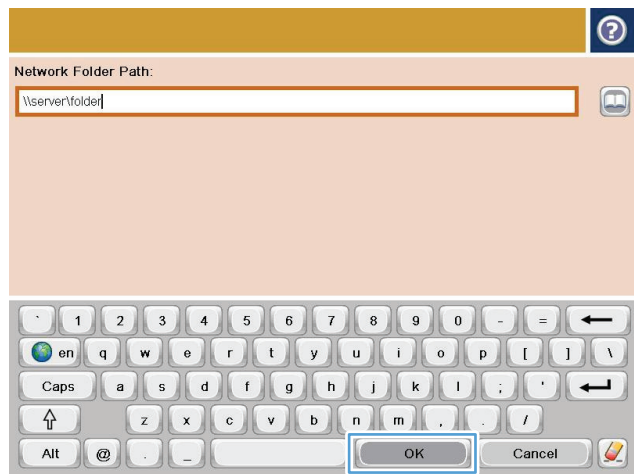 ?
Network Folder Path:
\\server\folder
` 1 2 3 4 5 6 7 8 9 0 - =
en q w e r t y u i o p [ ] \
Caps a s d f g h j k l ; '
z x c v b n m , . /
Alt @ . _ OK Cancel